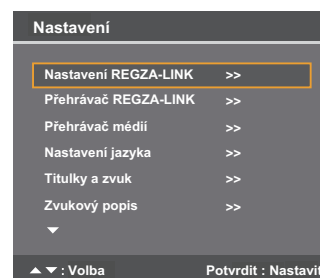 Nastavení
Nastavení REGZA-LINK >>
Přehrávač REGZA-LINK >>
Přehrávač médií >>
Nastavení jazyka >>
Titulky a zvuk >>
Zvukový popis >>
▼
▲ ▼ : Volba Potvrdit : Nastavit